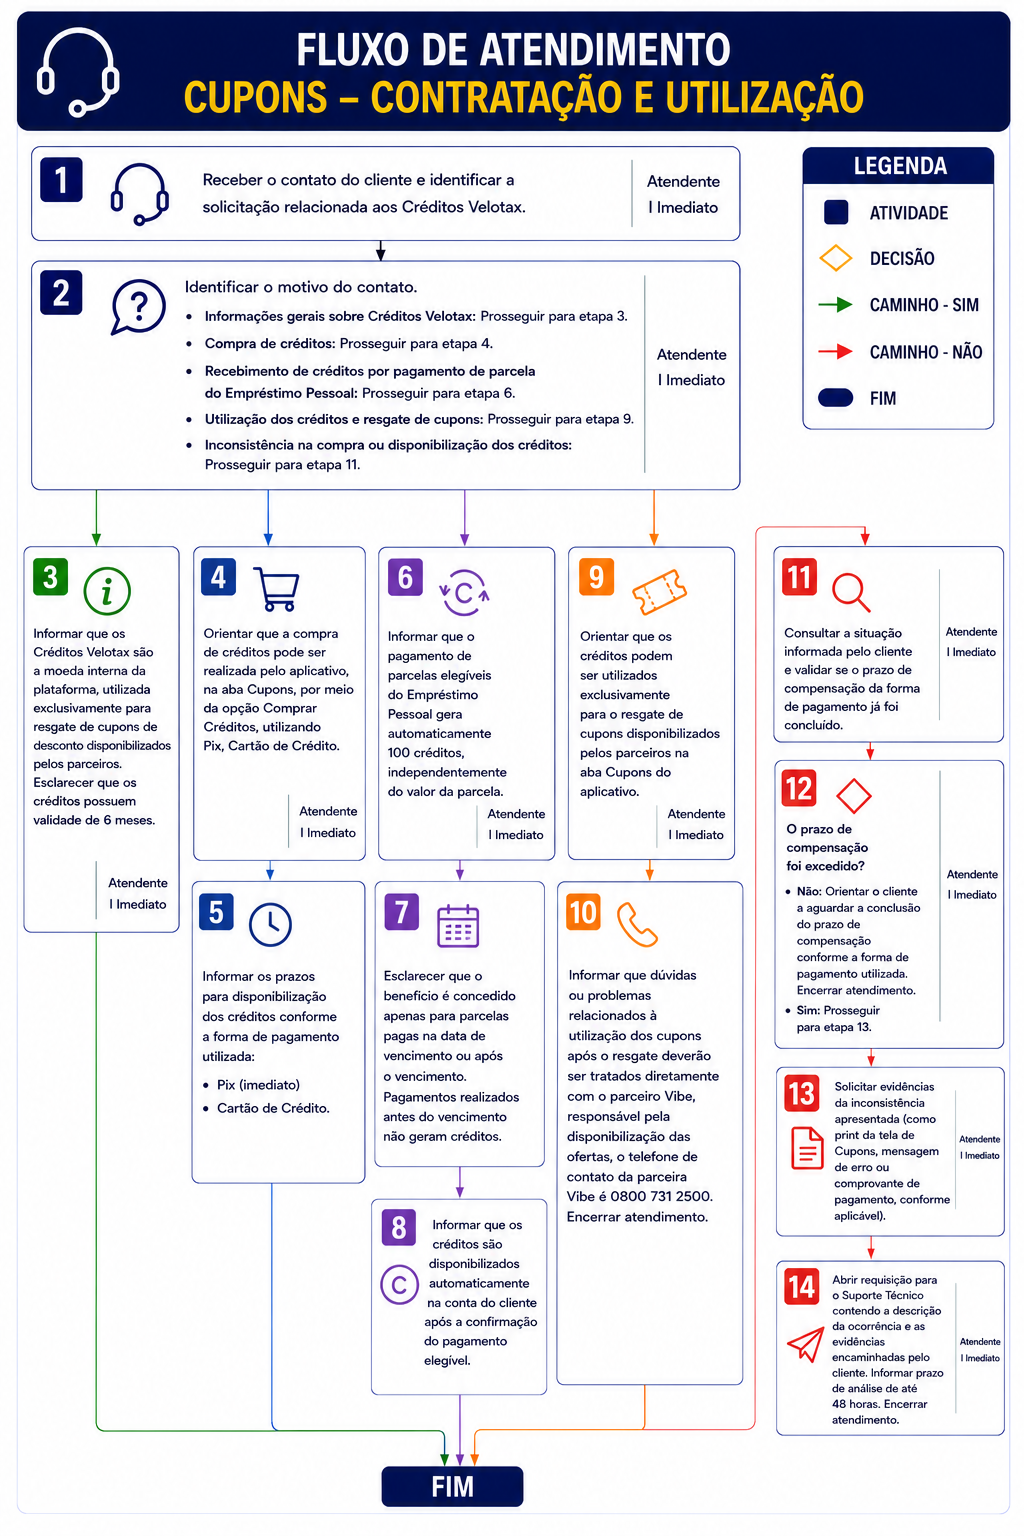 FLUXO DE ATENDIMENTO
CUPONS – CONTRATAÇÃO E UTILIZAÇÃO
1
Receber o contato do cliente e identificar a
solicitação relacionada aos Créditos Velotax.
Atendente
| Imediato
LEGENDA
ATIVIDADE
DECISÃO
CAMINHO - SIM
CAMINHO - NÃO
FIM
2
?
Identificar o motivo do contato.
• Informações gerais sobre Créditos Velotax: Prosseguir para etapa 3.
• Compra de créditos: Prosseguir para etapa 4.
• Recebimento de créditos por pagamento de parcela
do Empréstimo Pessoal: Prosseguir para etapa 6.
• Utilização dos créditos e resgate de cupons: Prosseguir para etapa 9.
• Inconsistência na compra ou disponibilização dos créditos:
Prosseguir para etapa 11.
Atendente
| Imediato
3
i
Informar que os
Créditos Velotax são
a moeda interna da
plataforma, utilizada
exclusivamente para
resgate de cupons de
desconto disponibilizados
pelos parceiros.
Esclarecer que os
créditos possuem
validade de 6 meses.
Atendente
| Imediato
4
Orientar que a compra
de créditos pode ser
realizada pelo aplicativo,
na aba Cupons, por meio
da opção Comprar
Créditos, utilizando
Pix, Cartão de Crédito.
Atendente
| Imediato
5
Informar os prazos
para disponibilização
dos créditos conforme
a forma de pagamento
utilizada:
• Pix (imediato)
• Cartão de Crédito.
6
C
Informar que o
pagamento de
parcelas elegíveis
do Empréstimo
Pessoal gera
automaticamente
100 créditos,
independentemente
do valor da parcela.
Atendente
| Imediato
7
Esclarecer que o
benefício é concedido
apenas para parcelas
pagas na data de
vencimento ou após
o vencimento.
Pagamentos realizados
antes do vencimento
não geram créditos.
8
C
Informar que os
créditos são
disponibilizados
automaticamente
na conta do cliente
após a confirmação
do pagamento
elegível.
9
Orientar que os
créditos podem
ser utilizados
exclusivamente
para o resgate de
cupons disponibilizados
pelos parceiros na
aba Cupons do
aplicativo.
Atendente
| Imediato
10
Informar que dúvidas
ou problemas
relacionados à
utilização dos cupons
após o resgate deverão
ser tratados diretamente
com o parceiro Vibe,
responsável pela
disponibilização das
ofertas, o telefone de
contato da parceira
Vibe é 0800 731 2500.
Encerrar atendimento.
11
Consultar a situação
informada pelo cliente
e validar se o prazo de
compensação da forma
de pagamento já foi
concluído.
Atendente
| Imediato
12
O prazo de
compensação
foi excedido?
• Não: Orientar o cliente
a aguardar a conclusão
do prazo de
compensação
conforme a forma de
pagamento utilizada.
Encerrar atendimento.
• Sim: Prosseguir
para etapa 13.
Atendente
| Imediato
13
Solicitar evidências
da inconsistência
apresentada (como
print da tela de
Cupons, mensagem
de erro ou
comprovante de
pagamento, conforme
aplicável).
Atendente
| Imediato
14
Abrir requisição para
o Suporte Técnico
contendo a descrição
da ocorrência e as
evidências
encaminhadas pelo
cliente. Informar prazo
de análise de até
48 horas. Encerrar
atendimento.
Atendente
| Imediato
FIM